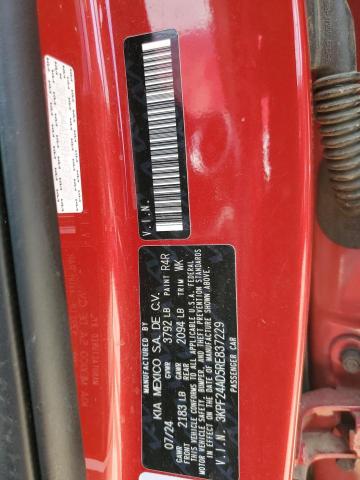 V.I.N.
KIA MEXICO S.A. DE C.V.
07/24 GVWR 3792 LB PAINT R4R
GAWR GAWR
FRONT 2183 LB REAR 2094 LB TRIM WK
THIS VEHICLE CONFORMS TO ALL APPLICABLE U.S.A. FEDERAL
MOTOR VEHICLE SAFETY, BUMPER, AND THEFT PREVENTION STANDARDS
IN EFFECT ON THE DATE OF MANUFACTURE SHOWN ABOVE.
V.I.N. 3KPF24AD5RE837229
PASSENGER CAR